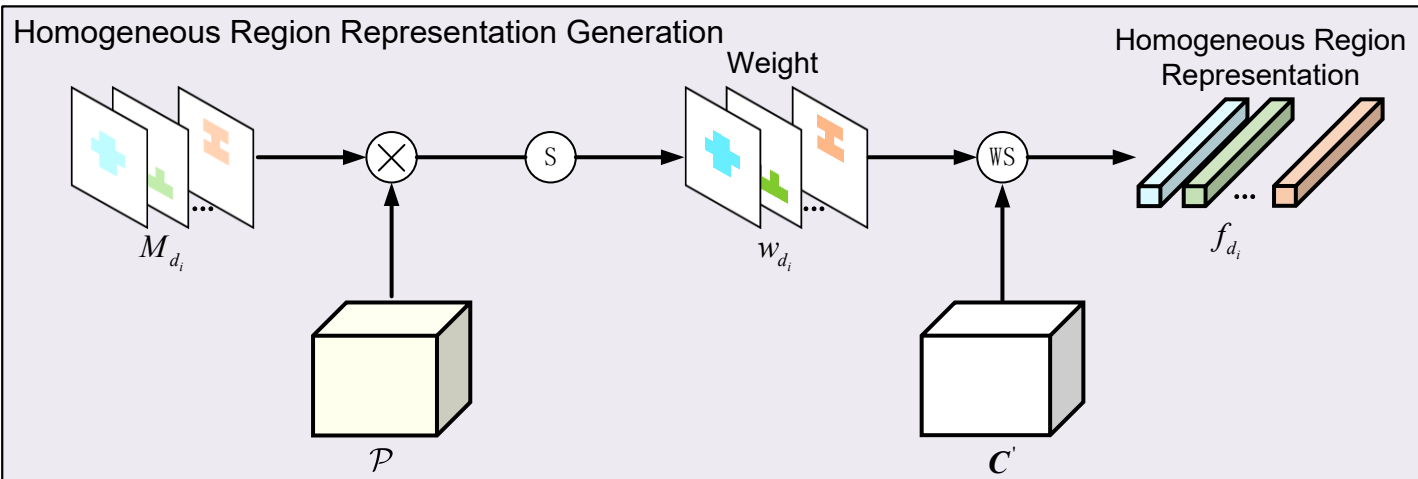 Homogeneous Region Representation Generation
Homogeneous Region
Representation
Weight
S
WS
...
...
...
M_{d_i}
w_{d_i}
f_{d_i}
𝒫
C'